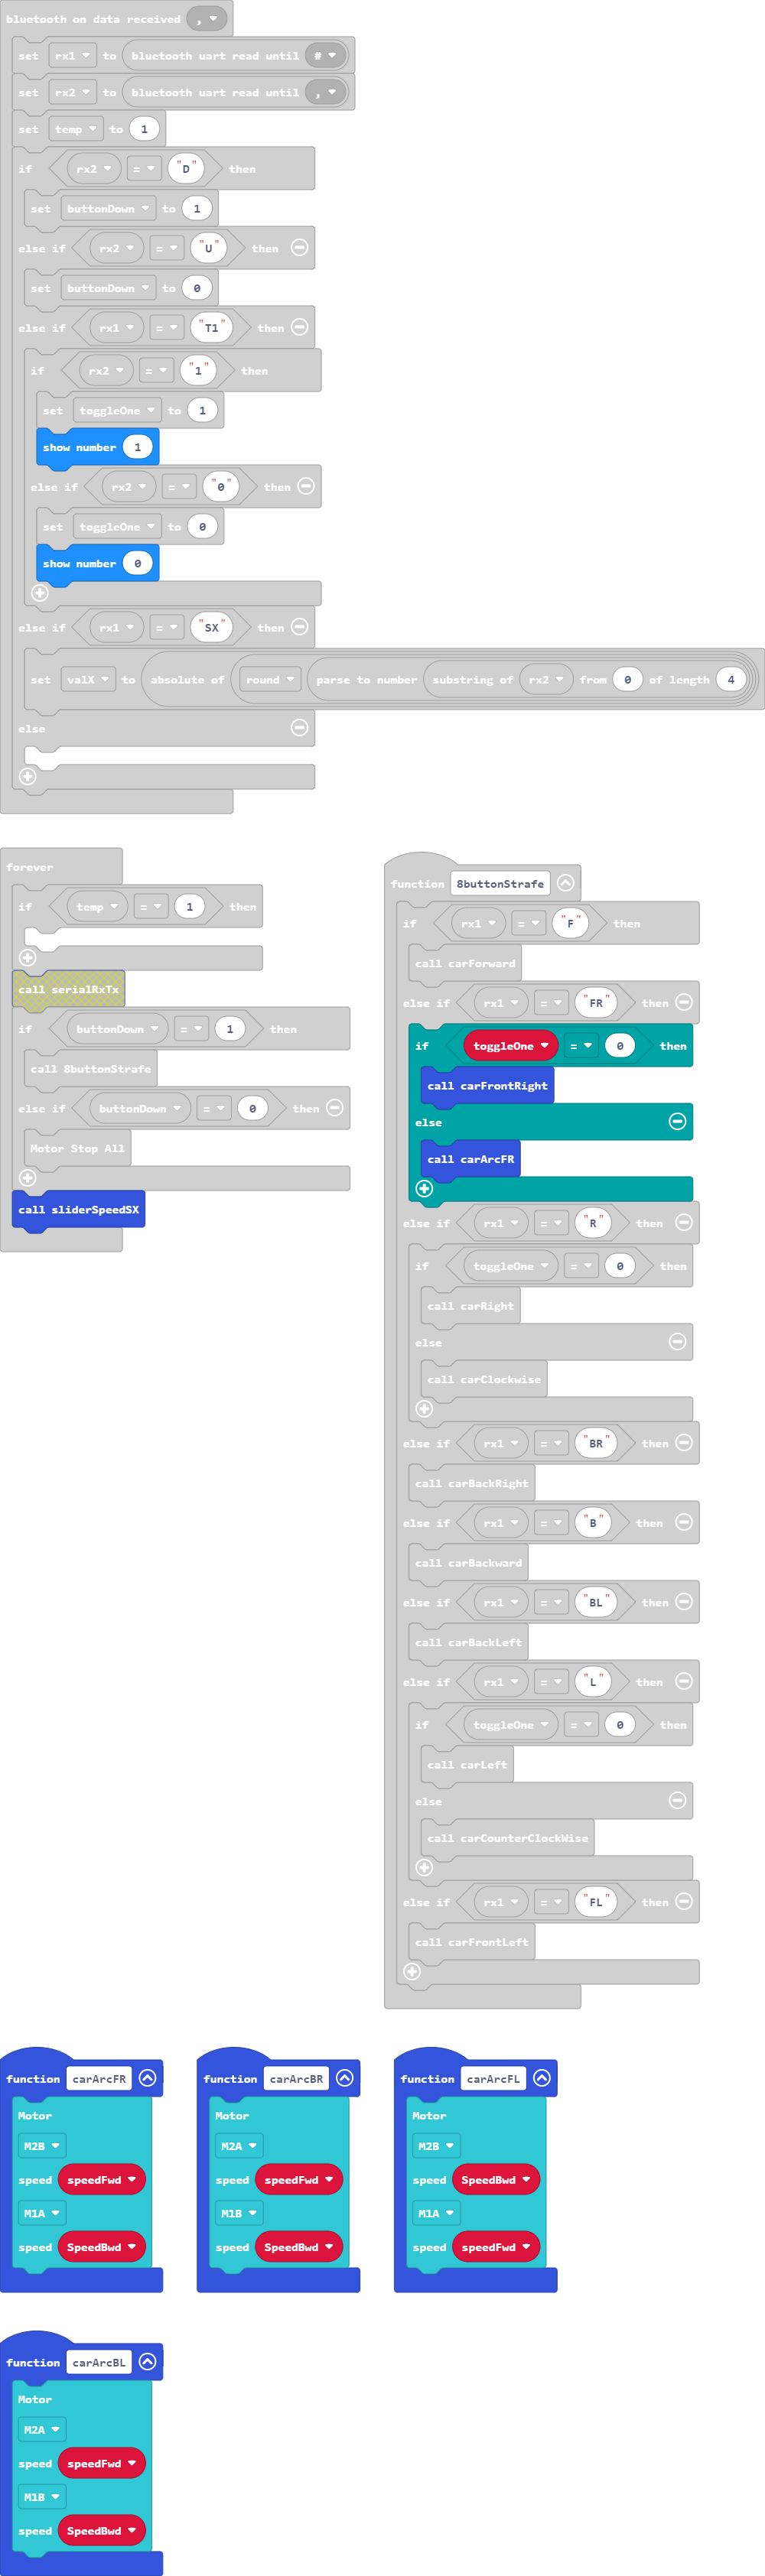 bluetooth on data received ,
set rx1 to bluetooth uart read until #
set rx2 to bluetooth uart read until ,
set temp to 1
if rx2 = "D" then
set buttonDown to 1
else if rx2 = "U" then
set buttonDown to 0
else if rx1 = "T1" then
if rx2 = "1" then
set toggleOne to 1
show number 1
else if rx2 = "0" then
set toggleOne to 0
show number 0
else if rx1 = "SX" then
set valX to absolute of round parse to number substring of rx2 from 0 of length 4
else
forever
if temp = 1 then
call serialRxTx
if buttonDown = 1 then
call 8buttonStrafe
else if buttonDown = 0 then
Motor Stop All
call sliderSpeedSX
function 8buttonStrafe
if rx1 = "F" then
call carForward
else if rx1 = "FR" then
if toggleOne = 0 then
call carFrontRight
else
call carArcFR
else if rx1 = "R" then
if toggleOne = 0 then
call carRight
else
call carClockwise
else if rx1 = "BR" then
call carBackRight
else if rx1 = "B" then
call carBackward
else if rx1 = "BL" then
call carBackLeft
else if rx1 = "L" then
if toggleOne = 0 then
call carLeft
else
call carCounterClockWise
else if rx1 = "FL" then
call carFrontLeft
function carArcFR
Motor
M2B
speed speedFwd
M1A
speed SpeedBwd
function carArcBR
Motor
M2A
speed speedFwd
M1B
speed SpeedBwd
function carArcFL
Motor
M2B
speed SpeedBwd
M1A
speed speedFwd
function carArcBL
Motor
M2A
speed speedFwd
M1B
speed SpeedBwd